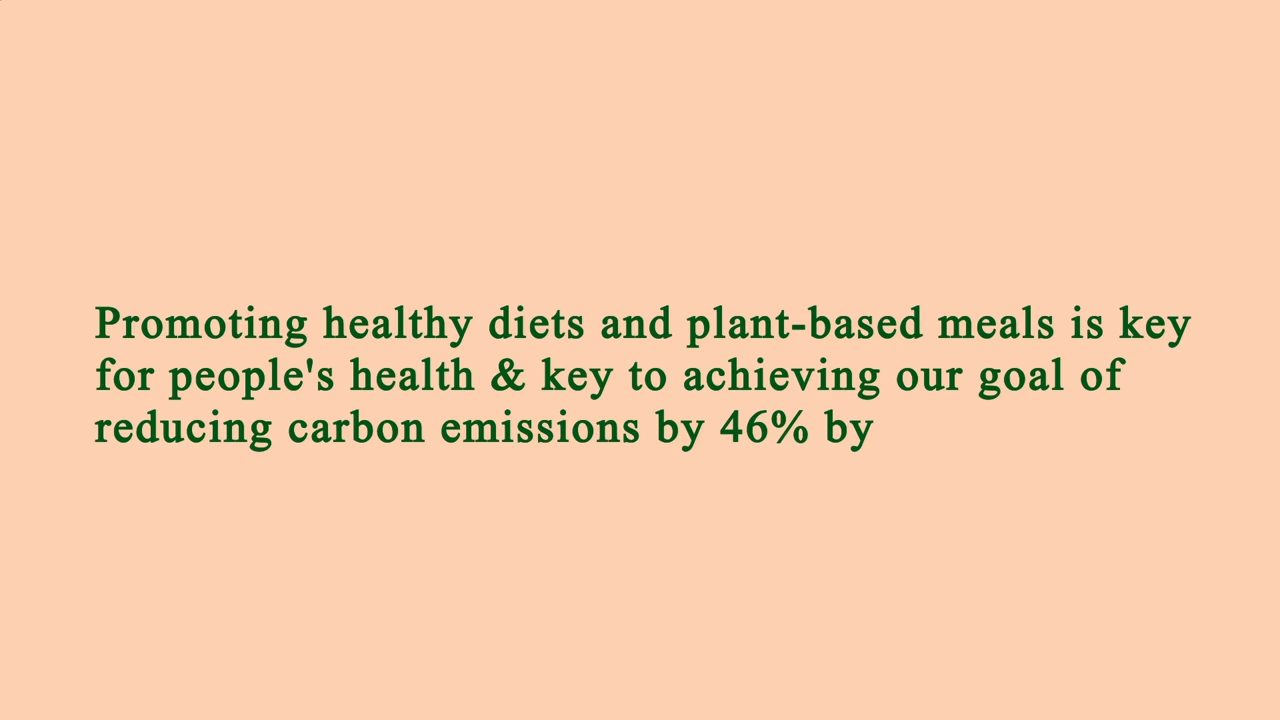 Promoting healthy diets and plant-based meals is key
for people's health & key to achieving our goal of
reducing carbon emissions by 46% by